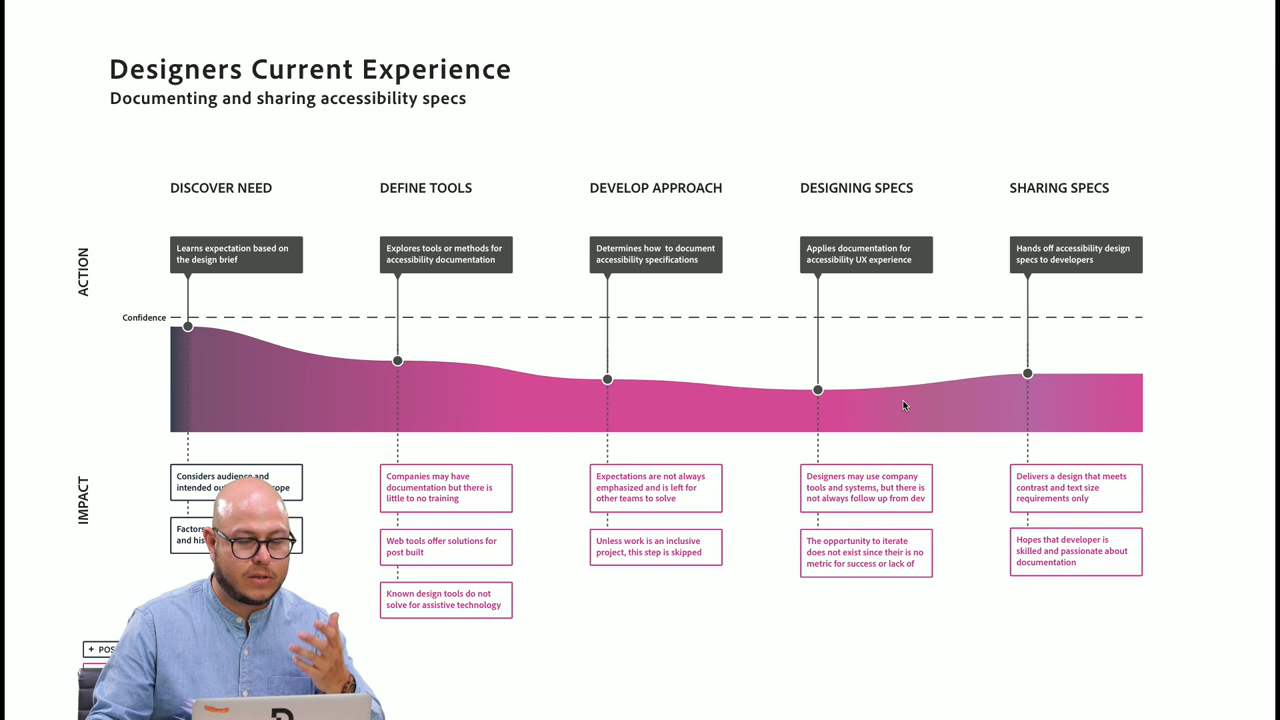 Designers Current Experience
Documenting and sharing accessibility specs
DISCOVER NEED
DEFINE TOOLS
DEVELOP APPROACH
DESIGNING SPECS
SHARING SPECS
ACTION
Learns expectation based on
the design brief
Explores tools or methods for
accessibility documentation
Determines how to document
accessibility specifications
Applies documentation for
accessibility UX experience
Hands off accessibility design
specs to developers
Confidence
IMPACT
Considers audience and
intended
Factors
and
Companies may have
documentation but there is
little to no training
Web tools offer solutions for
post built
Known design tools do not
solve for assistive technology
Expectations are not always
emphasized and is left for
other teams to solve
Unless work is an inclusive
project, this step is skipped
Designers may use company
tools and systems, but there is
not always follow up from dev
The opportunity to iterate
does not exist since their is no
metric for success or lack of
Delivers a design that meets
contrast and text size
requirements only
Hopes that developer is
skilled and passionate about
documentation